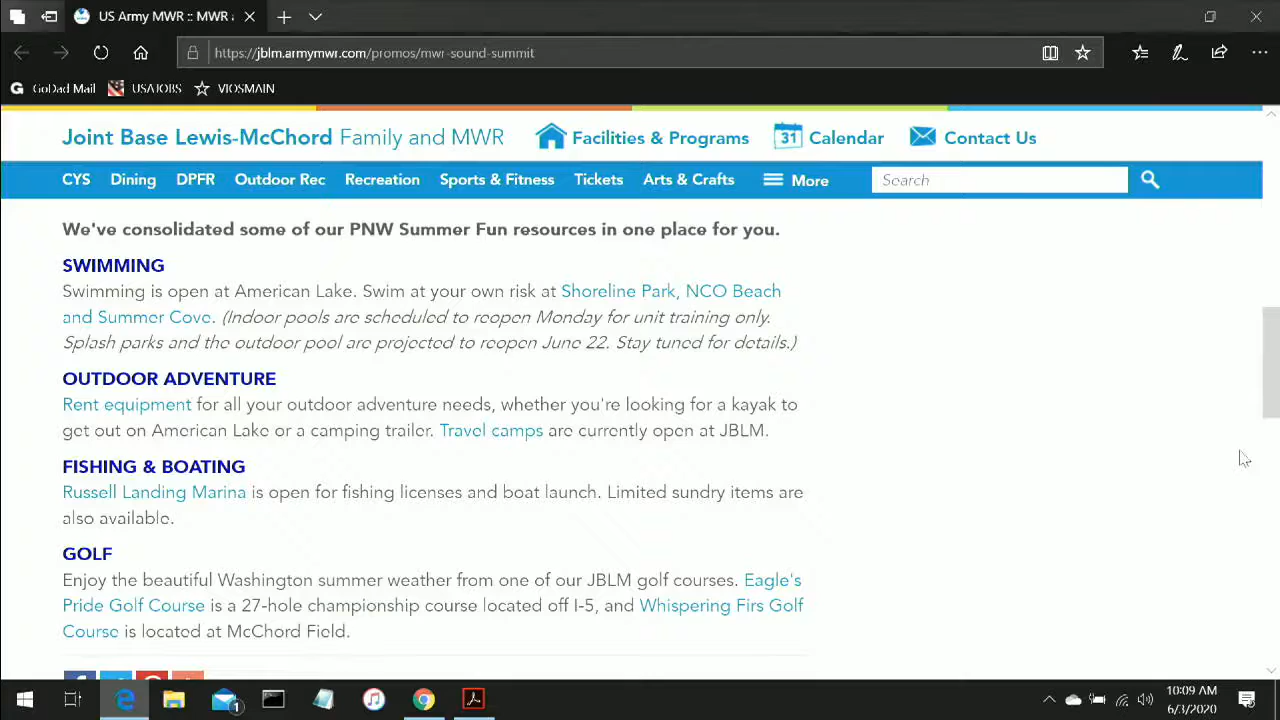 US Army MWR :: MWR
https://jblm.armymwr.com/promos/mwr-sound-summit
GoDad Mail USAJOBS VIOSMAIN
Joint Base Lewis-McChord Family and MWR Facilities & Programs 31 Calendar Contact Us
CYS Dining DPFR Outdoor Rec Recreation Sports & Fitness Tickets Arts & Crafts More Search
We've consolidated some of our PNW Summer Fun resources in one place for you.
SWIMMING
Swimming is open at American Lake. Swim at your own risk at Shoreline Park, NCO Beach
and Summer Cove. (Indoor pools are scheduled to reopen Monday for unit training only.
Splash parks and the outdoor pool are projected to reopen June 22. Stay tuned for details.)
OUTDOOR ADVENTURE
Rent equipment for all your outdoor adventure needs, whether you're looking for a kayak to
get out on American Lake or a camping trailer. Travel camps are currently open at JBLM.
FISHING & BOATING
Russell Landing Marina is open for fishing licenses and boat launch. Limited sundry items are
also available.
GOLF
Enjoy the beautiful Washington summer weather from one of our JBLM golf courses. Eagle's
Pride Golf Course is a 27-hole championship course located off I-5, and Whispering Firs Golf
Course is located at McChord Field.
1
10:09 AM
6/3/2020